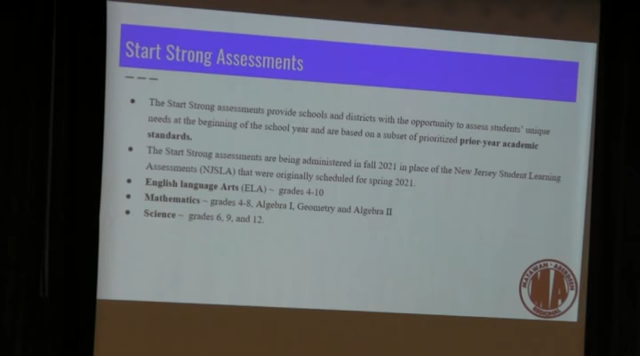 Start Strong Assessments
The Start Strong assessments provide schools and districts with the opportunity to assess students' unique
needs at the beginning of the school year and are based on a subset of prioritized prior-year academic
standards.
The Start Strong assessments are being administered in fall 2021 in place of the New Jersey Student Learning
Assessments (NJSLA) that were originally scheduled for spring 2021.
English language Arts (ELA) ~ grades 4-10
Mathematics ~ grades 4-8, Algebra I, Geometry and Algebra II
Science ~ grades 6, 9, and 12.
MATAWAN · ABERDEEN
REGIONAL